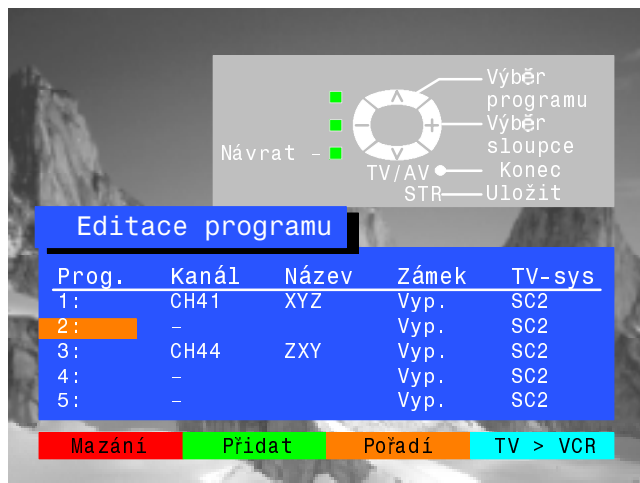 Výběr
programu
Výběr
sloupce
Návrat –
TV/AV Konec
STR Uložit
Editace programu
Prog. Kanál Název Zámek TV-sys
1: CH41 XYZ Vyp. SC2
2: – Vyp. SC2
3: CH44 ZXY Vyp. SC2
4: – Vyp. SC2
5: – Vyp. SC2
Mazání Přidat Pořadí TV > VCR